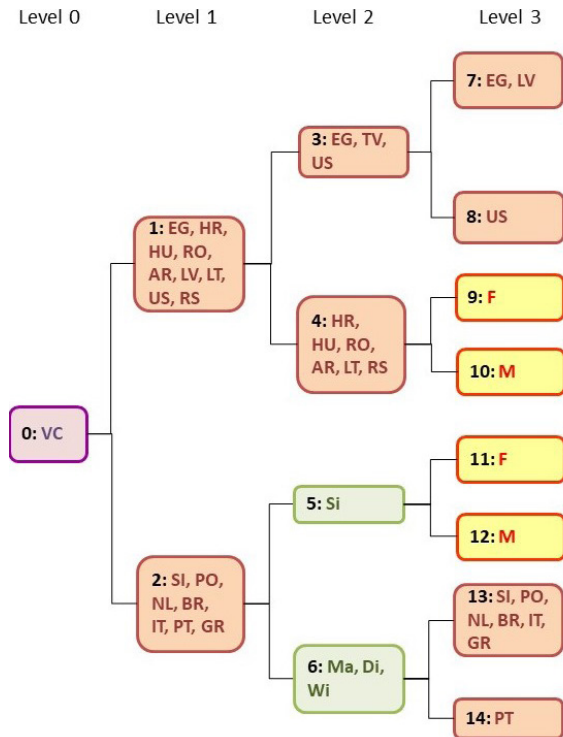 Level 0 Level 1 Level 2 Level 3
7: EG, LV
3: EG, TV,
US
8: US
1: EG, HR,
HU, RO,
AR, LV, LT,
US, RS
9: F
4: HR,
HU, RO,
AR, LT, RS
10: M
0: VC
11: F
5: Si
12: M
2: SI, PO,
NL, BR,
IT, PT, GR
13: SI, PO,
NL, BR, IT,
GR
6: Ma, Di,
Wi
14: PT